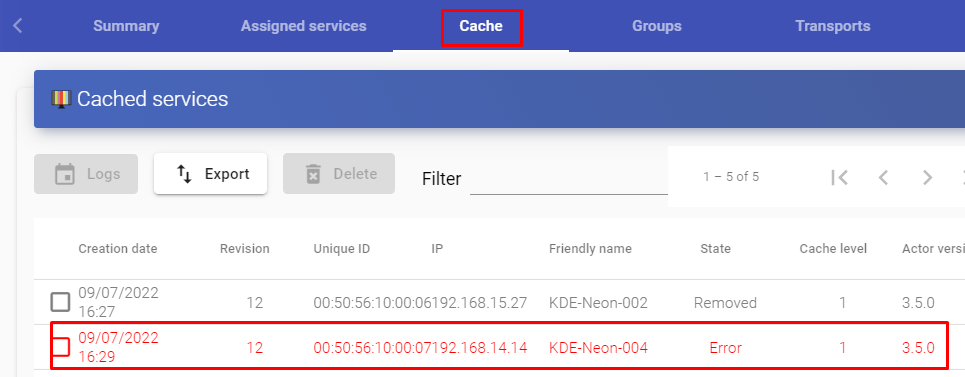 Summary Assigned services Cache Groups Transports
Cached services
Logs Export Delete Filter 1 – 5 of 5
Creation date Revision Unique ID IP Friendly name State Cache level Actor versi
09/07/2022
16:27 12 00:50:56:10:00:06 192.168.15.27 KDE-Neon-002 Removed 1 3.5.0
09/07/2022
16:29 12 00:50:56:10:00:07 192.168.14.14 KDE-Neon-004 Error 1 3.5.0